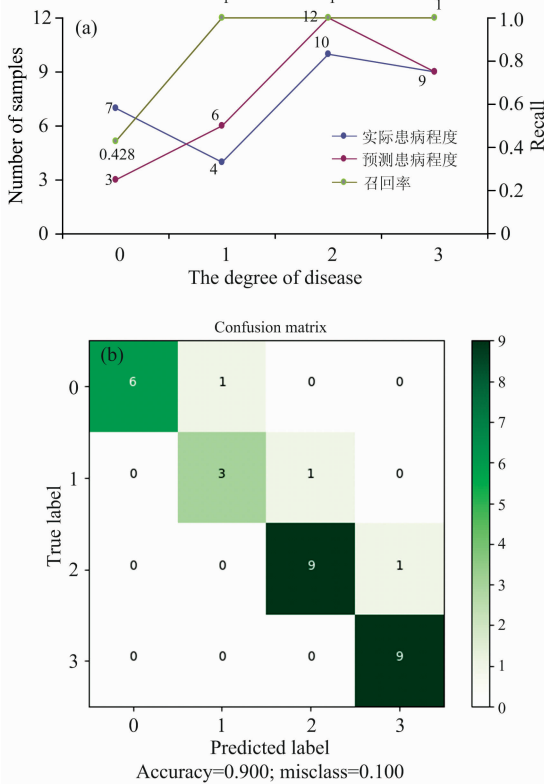 (a)
Number of samples
12
9
6
3
0
7
0.428
3
6
4
12
10
1
9
实际患病程度
预测患病程度
召回率
1.0
0.8
0.6
0.4
0.2
0
Recall
0 1 2 3
The degree of disease
Confusion matrix
(b)
True label
0 6 1 0 0
1 0 3 1 0
2 0 0 9 1
3 0 0 0 9
0 1 2 3
Predicted label
9
8
7
6
5
4
3
2
1
0
Accuracy=0.900; misclass=0.100